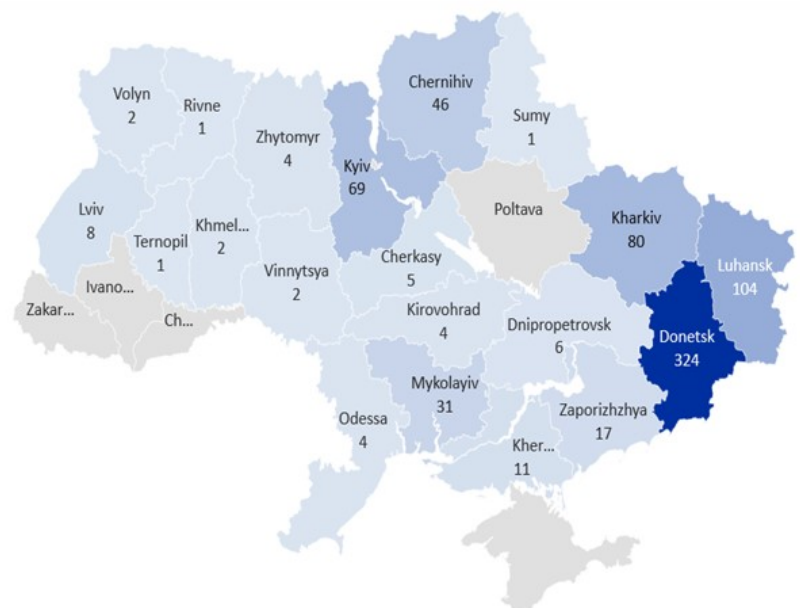 Chernihiv
46
Volyn
2
Rivne
1
Sumy
1
Zhytomyr
4
Kyiv
69
Lviv
8
Poltava
Kharkiv
80
Khmel...
2
Ternopil
1
Cherkasy
5
Vinnytsya
2
Luhansk
104
Ivano...
Zakar...
Ch...
Kirovohrad
4
Dnipropetrovsk
6
Donetsk
324
Mykolayiv
31
Odessa
4
Zaporizhzhya
17
Kher...
11